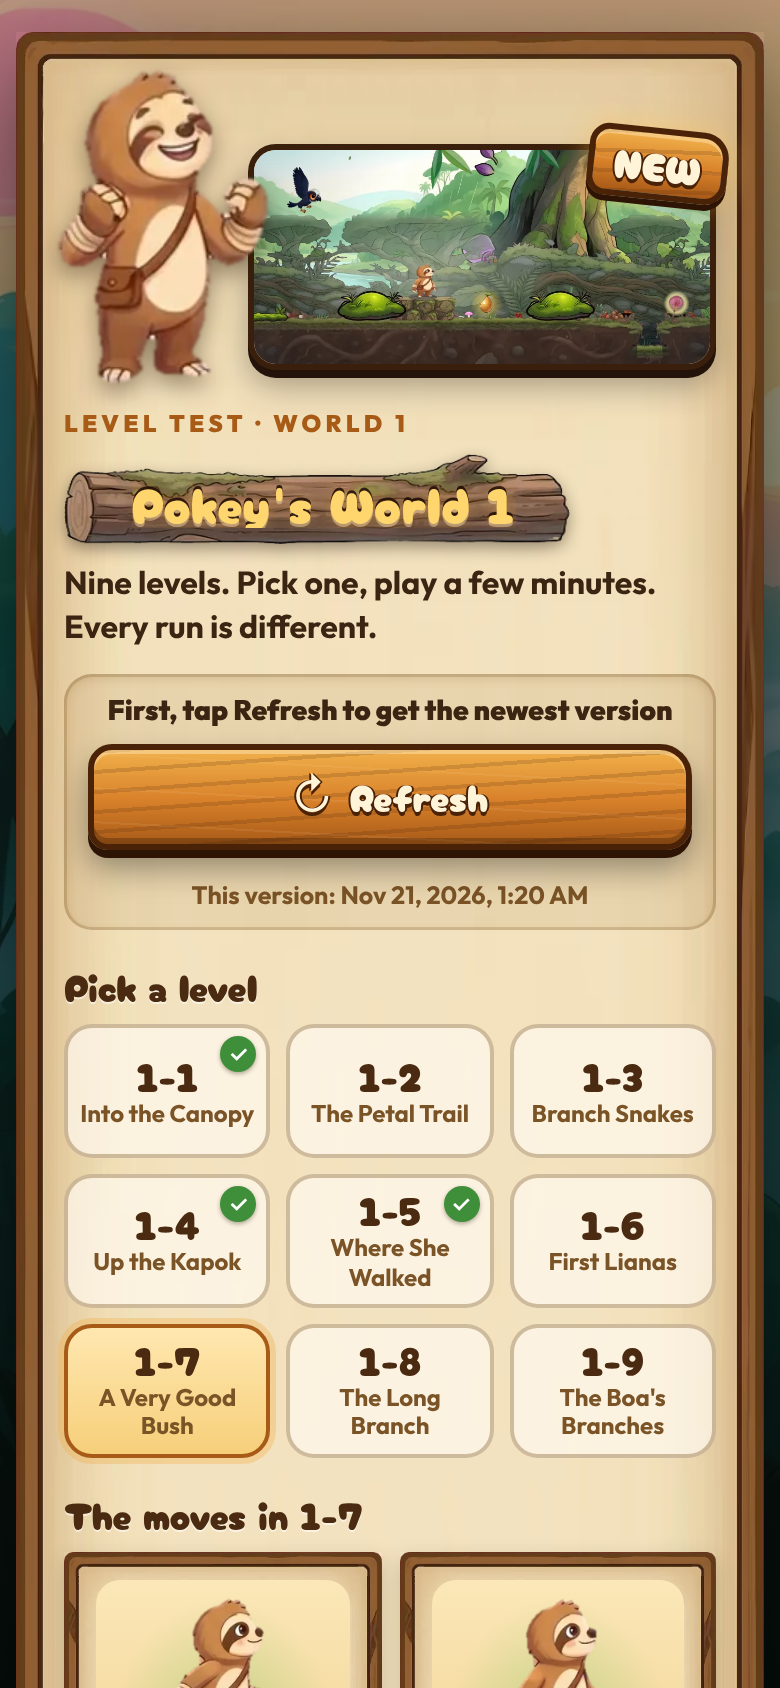 NEW
LEVEL TEST · WORLD 1
Pokey's World 1
Nine levels. Pick one, play a few minutes.
Every run is different.
First, tap Refresh to get the newest version
Refresh
This version: Nov 21, 2026, 1:20 AM
Pick a level
1-1
Into the Canopy
1-2
The Petal Trail
1-3
Branch Snakes
1-4
Up the Kapok
1-5
Where She
Walked
1-6
First Lianas
1-7
A Very Good
Bush
1-8
The Long
Branch
1-9
The Boa's
Branches
The moves in 1-7